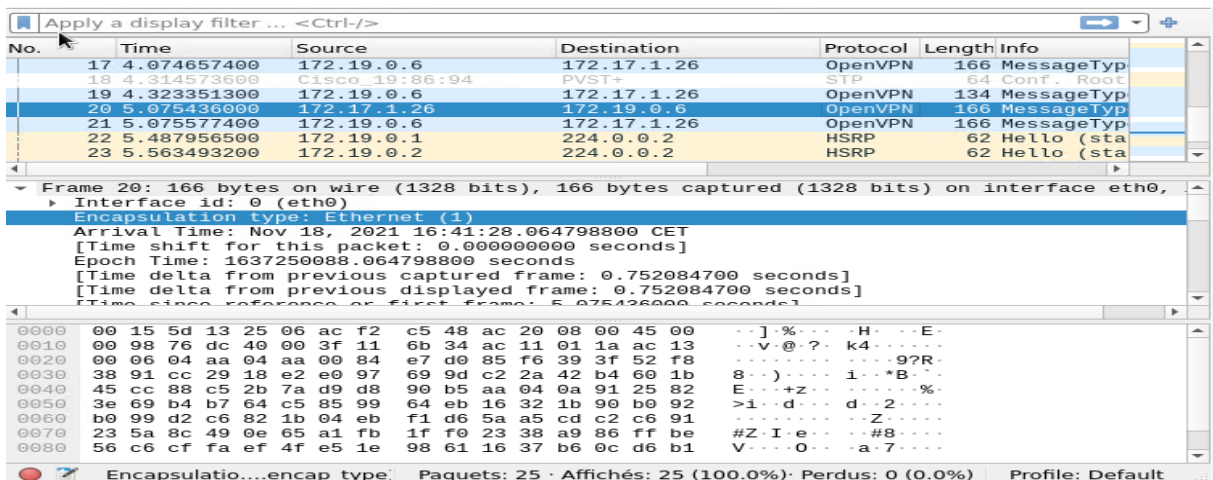 Apply a display filter ... <Ctrl-/>
No. Time Source Destination Protocol Length Info
17 4.074657400 172.19.0.6 172.17.1.26 OpenVPN 166 MessageTyp
18 4.314573600 Cisco_19:86:94 PVST+ STP 64 Conf. Root
19 4.323351300 172.19.0.6 172.17.1.26 OpenVPN 134 MessageTyp
20 5.075436000 172.17.1.26 172.19.0.6 OpenVPN 166 MessageTyp
21 5.075577400 172.19.0.6 172.17.1.26 OpenVPN 166 MessageTyp
22 5.487956500 172.19.0.1 224.0.0.2 HSRP 62 Hello (sta
23 5.563493200 172.19.0.2 224.0.0.2 HSRP 62 Hello (sta
Frame 20: 166 bytes on wire (1328 bits), 166 bytes captured (1328 bits) on interface eth0,
Interface id: 0 (eth0)
Encapsulation type: Ethernet (1)
Arrival Time: Nov 18, 2021 16:41:28.064798800 CET
[Time shift for this packet: 0.000000000 seconds]
Epoch Time: 1637250088.064798800 seconds
[Time delta from previous captured frame: 0.752084700 seconds]
[Time delta from previous displayed frame: 0.752084700 seconds]
[Time since reference or first frame: 5.075436000 seconds]
0000 00 15 5d 13 25 06 ac f2 c5 48 ac 20 08 00 45 00 ··]·%··· ·H· ··E·
0010 00 98 76 dc 40 00 3f 11 6b 34 ac 11 01 1a ac 13 ··v·@·?· k4······
0020 00 06 04 aa 04 aa 00 84 e7 d0 85 f6 39 3f 52 f8 ········ ····9?R·
0030 38 91 cc 29 18 e2 e0 97 69 9d c2 2a 42 b4 60 1b 8··)···· i··*B·`·
0040 45 cc 88 c5 2b 7a d9 d8 90 b5 aa 04 0a 91 25 82 E···+z·· ······%·
0050 3e 69 b4 b7 64 c5 85 99 64 eb 16 32 1b 90 b0 92 >i··d··· d··2····
0060 b0 99 d2 c6 82 1b 04 eb f1 d6 5a a5 cd c2 c6 91 ········ ··Z·····
0070 23 5a 8c 49 0e 65 a1 fb 1f f0 23 38 a9 86 ff be #Z·I·e·· ··#8····
0080 56 c6 cf fa ef 4f e5 1e 98 61 16 37 b6 0c d6 b1 V····O·· ·a·7····
Encapsulatio....encap_type) Paquets: 25 · Affichés: 25 (100.0%)· Perdus: 0 (0.0%) Profile: Default